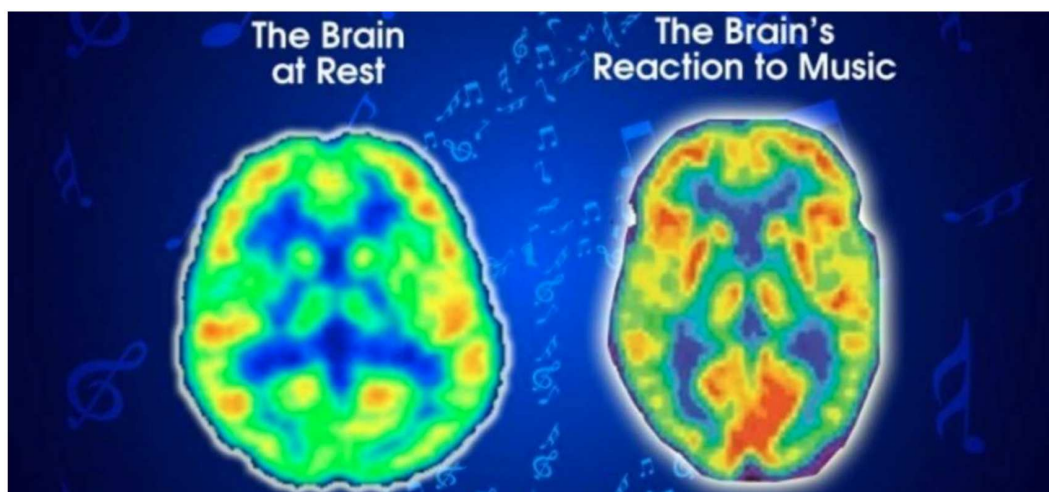 The Brain
at Rest
The Brain's
Reaction to Music